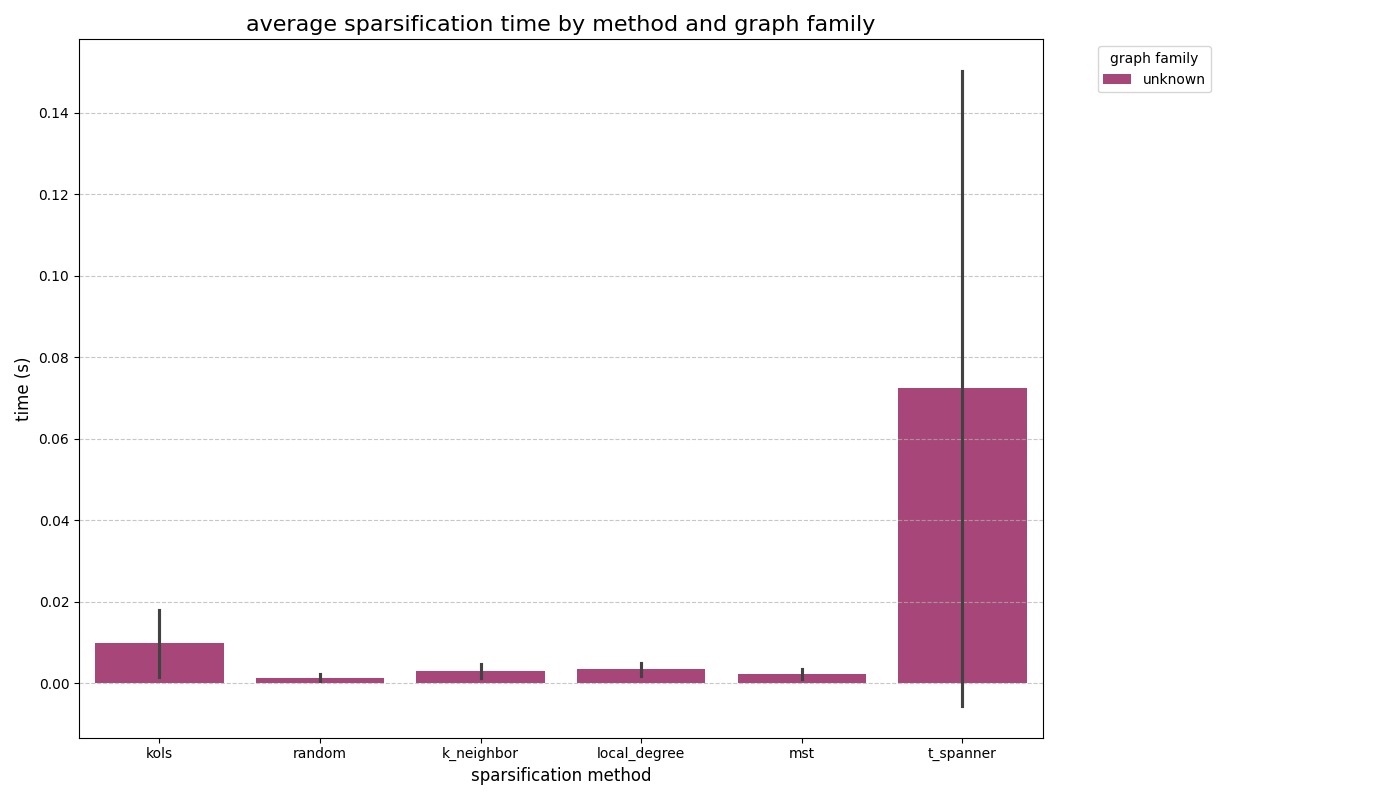 average sparsification time by method and graph family
graph family
unknown
time (s)
0.14
0.12
0.10
0.08
0.06
0.04
0.02
0.00
kols random k_neighbor local_degree mst t_spanner
sparsification method